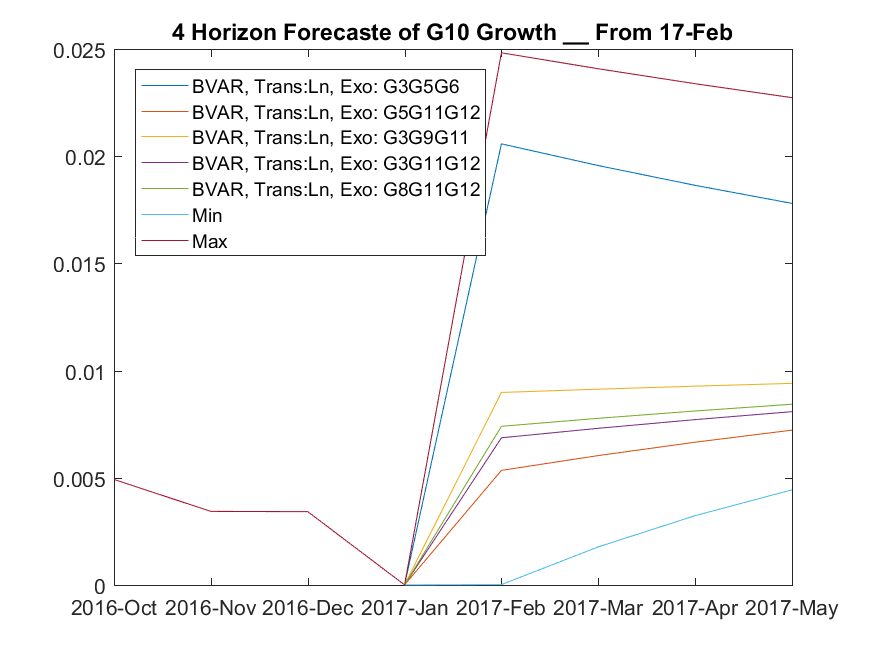 4 Horizon Forecaste of G10 Growth __ From 17-Feb
0.025
0.02
0.015
0.01
0.005
0
BVAR, Trans:Ln, Exo: G3G5G6
BVAR, Trans:Ln, Exo: G5G11G12
BVAR, Trans:Ln, Exo: G3G9G11
BVAR, Trans:Ln, Exo: G3G11G12
BVAR, Trans:Ln, Exo: G8G11G12
Min
Max
2016-Oct 2016-Nov 2016-Dec 2017-Jan 2017-Feb 2017-Mar 2017-Apr 2017-May